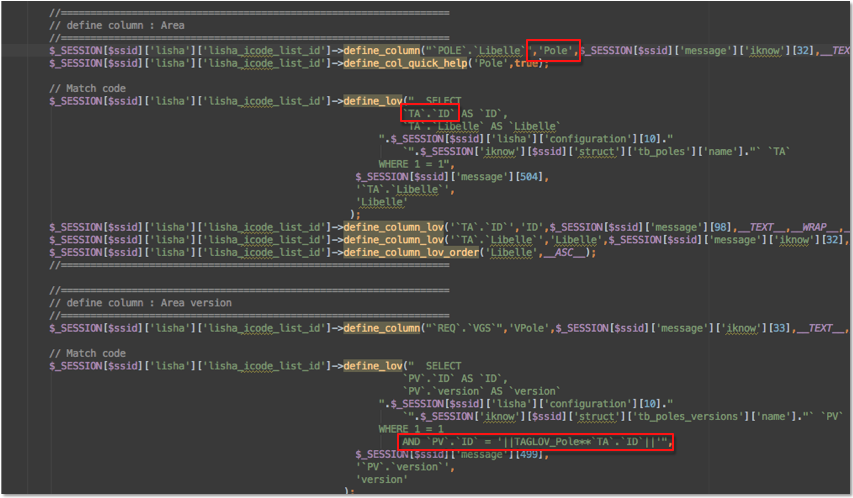 //================================================================
// define column : Area
//================================================================
$_SESSION[$ssid]['lisha']['lisha_icode_list_id']->define_column("`POLE`.`Libelle`",'Pole',$_SESSION[$ssid]['message']['iknow'][32],__TEX
$_SESSION[$ssid]['lisha']['lisha_icode_list_id']->define_col_quick_help('Pole',true);
// Match code
$_SESSION[$ssid]['lisha']['lisha_icode_list_id']->define_lov("  SELECT
`TA`.`ID` AS `ID`,
`TA`.`Libelle` AS `Libelle`
".$_SESSION[$ssid]['lisha']['configuration'][10]."
`".$_SESSION['iknow'][$ssid]['struct']['tb_poles']['name']."` `TA`
WHERE 1 = 1",
$_SESSION[$ssid]['message'][504],
'`TA`.`Libelle`',
'Libelle'
);
$_SESSION[$ssid]['lisha']['lisha_icode_list_id']->define_column_lov('`TA`.`ID`','ID',$_SESSION[$ssid]['message'][98],__TEXT__,__WRAP__,_
$_SESSION[$ssid]['lisha']['lisha_icode_list_id']->define_column_lov('`TA`.`Libelle`','Libelle',$_SESSION[$ssid]['message']['iknow'][32],
$_SESSION[$ssid]['lisha']['lisha_icode_list_id']->define_column_lov_order('Libelle',__ASC__);
//================================================================
//================================================================
// define column : Area version
//================================================================
$_SESSION[$ssid]['lisha']['lisha_icode_list_id']->define_column("`REQ`.`VGS`",'VPole',$_SESSION[$ssid]['message']['iknow'][33],__TEXT__,
// Match code
$_SESSION[$ssid]['lisha']['lisha_icode_list_id']->define_lov("  SELECT
`PV`.`ID` AS `ID`,
`PV`.`version` AS `version`
".$_SESSION[$ssid]['lisha']['configuration'][10]."
`".$_SESSION['iknow'][$ssid]['struct']['tb_poles_versions']['name']."` `PV`
WHERE 1 = 1
AND `PV`.`ID` = '||TAGLOV_Pole**`TA`.`ID`||'",
$_SESSION[$ssid]['message'][499],
'`PV`.`version`',
'version'
);